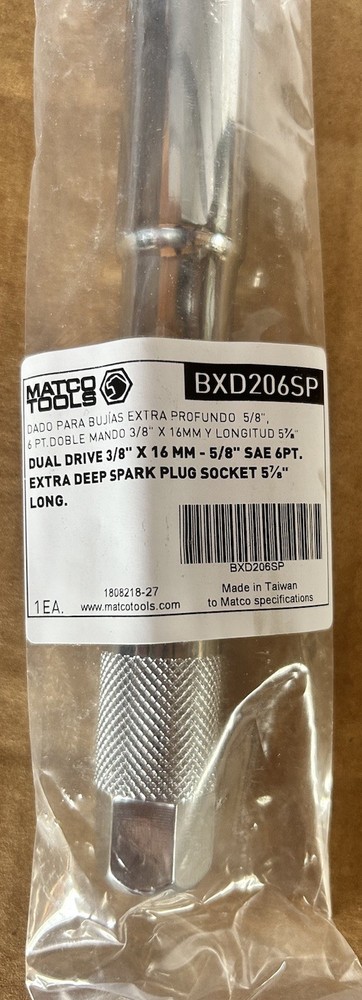 MATCO
TOOLS
BXD206SP
DADO PARA BUJÍAS EXTRA PROFUNDO 5/8",
6 PT.DOBLE MANDO 3/8" X 16MM Y LONGITUD 5⅞"
DUAL DRIVE 3/8" X 16 MM - 5/8" SAE 6PT.
EXTRA DEEP SPARK PLUG SOCKET 5⅞"
LONG.
BXD206SP
1 EA.
1808218-27
www.matcotools.com
Made in Taiwan
to Matco specifications